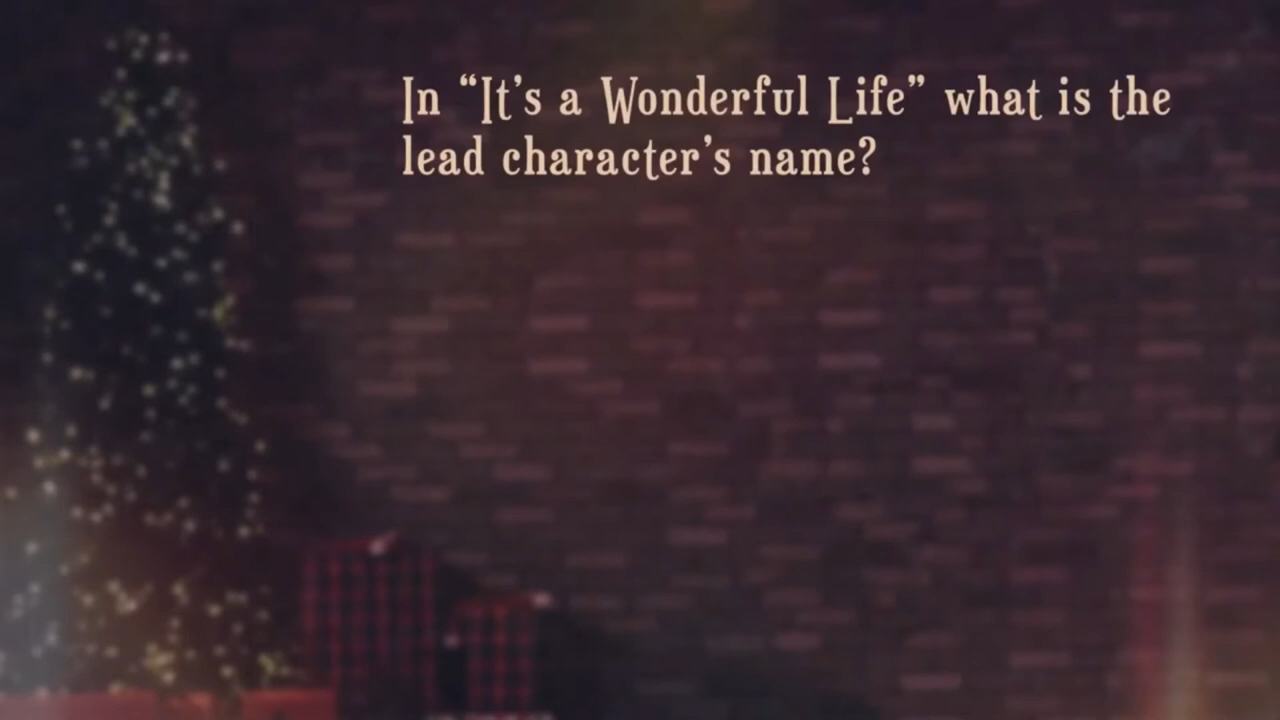 In “It’s a Wonderful Life” what is the
lead character’s name?